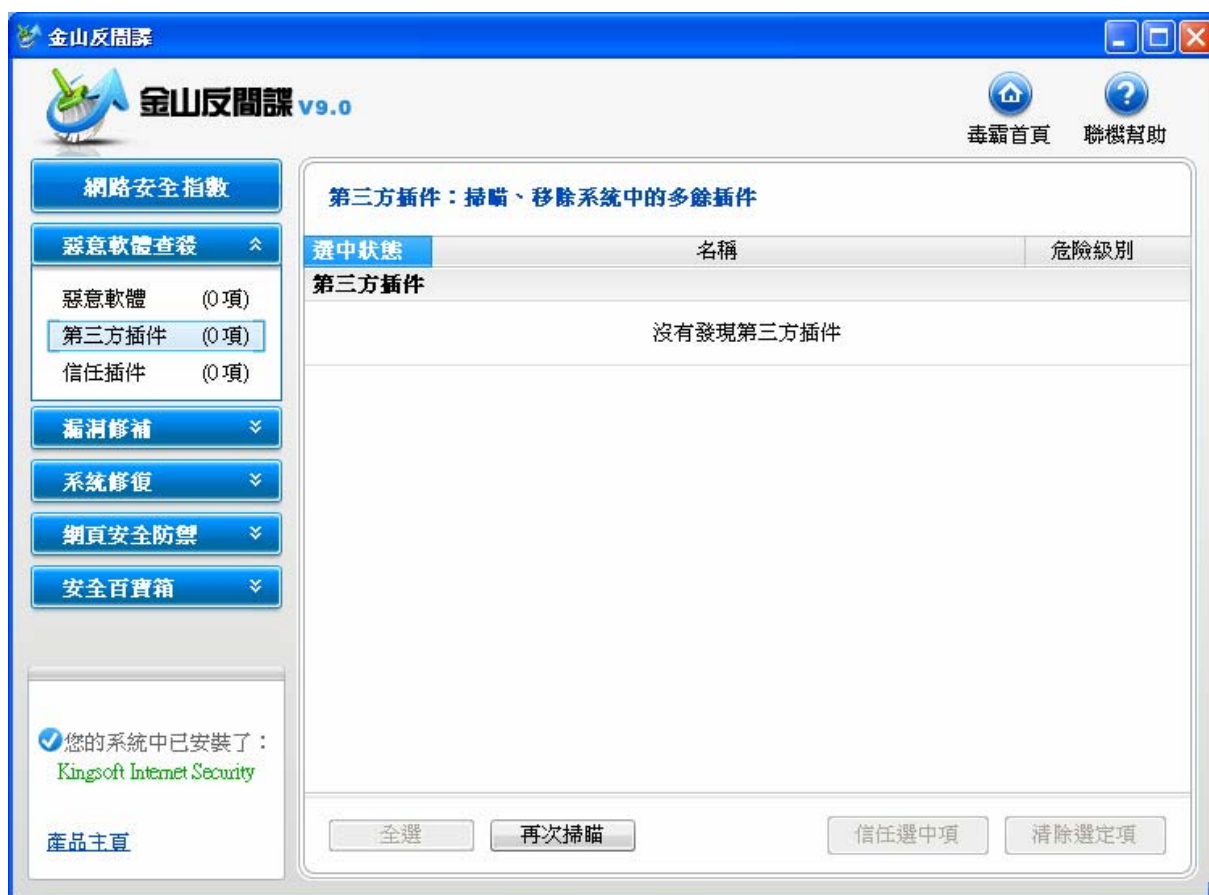 金山反間諜
金山反間諜 V9.0
毒霸首頁
聯機幫助
網路安全指數
惡意軟體查殺
惡意軟體 (0項)
第三方插件 (0項)
信任插件 (0項)
漏洞修補
系統修復
網頁安全防禦
安全百寶箱
您的系統中已安裝了：
Kingsoft Internet Security
產品主頁
第三方插件：掃瞄、移除系統中的多餘插件
選中狀態 名稱 危險級別
第三方插件
沒有發現第三方插件
全選 再次掃瞄 信任選中項 清除選定項